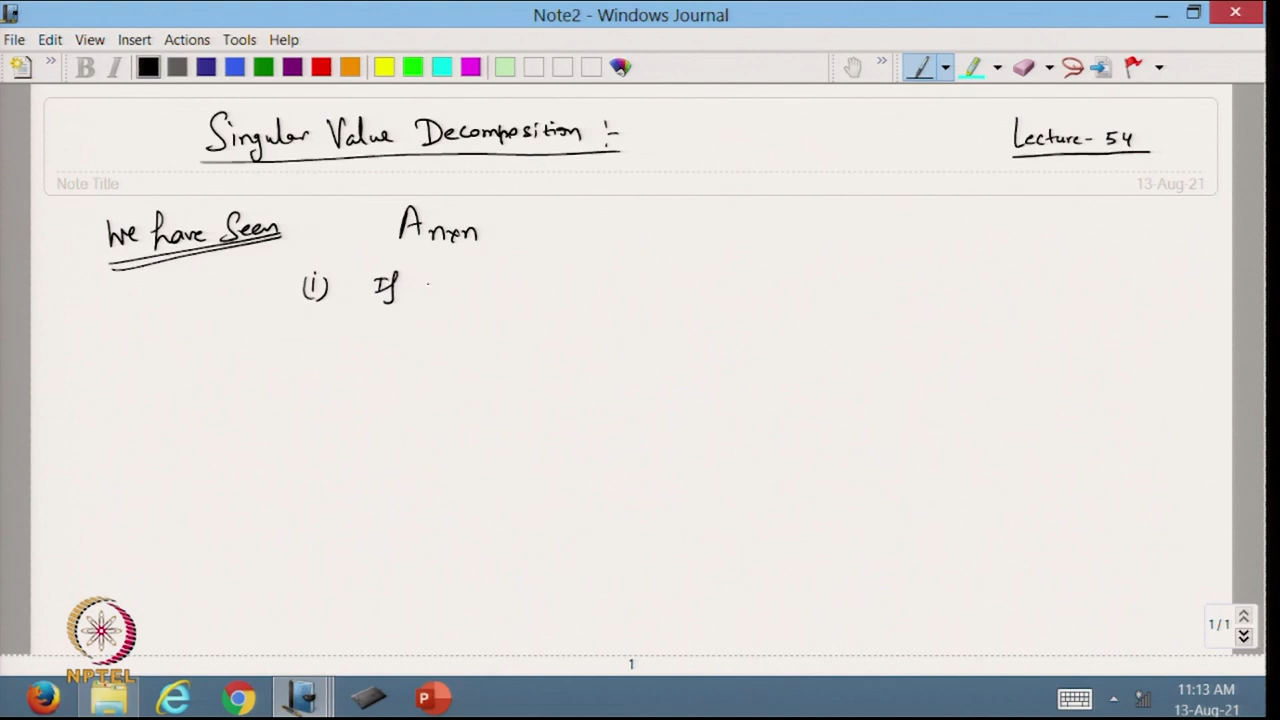 Note2 - Windows Journal
File Edit View Insert Actions Tools Help
B I
Singular Value Decomposition :-
Lecture - 54
Note Title
13-Aug-21
We have Seen
A n×n
(i) If
1 / 1
NPTEL
1
11:13 AM
13-Aug-21